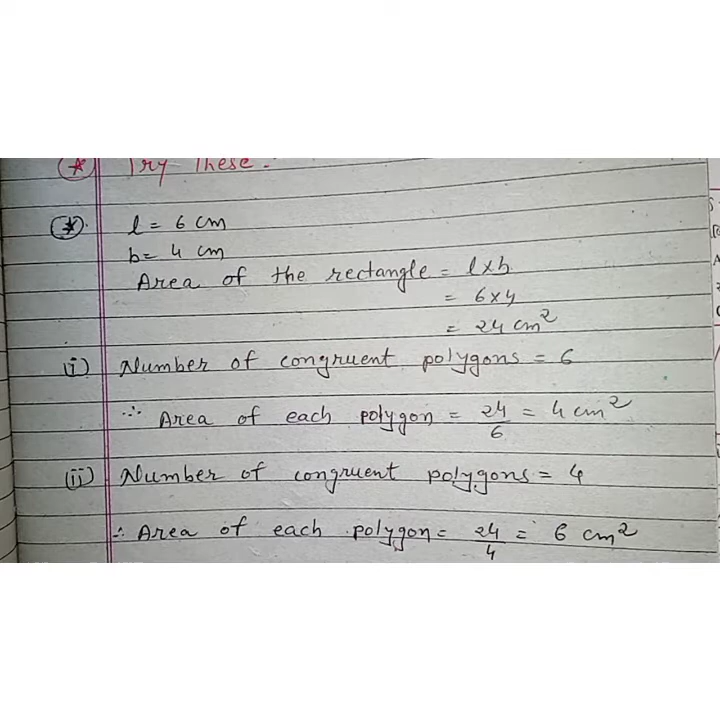 * Try These.
* l = 6 cm
b = 4 cm
Area of the rectangle = l×b
= 6×4
= 24 cm²
(i) Number of congruent polygons = 6
∴ Area of each polygon = 24/6 = 4 cm²
(ii) Number of congruent polygons = 4
∴ Area of each polygon = 24/4 = 6 cm²